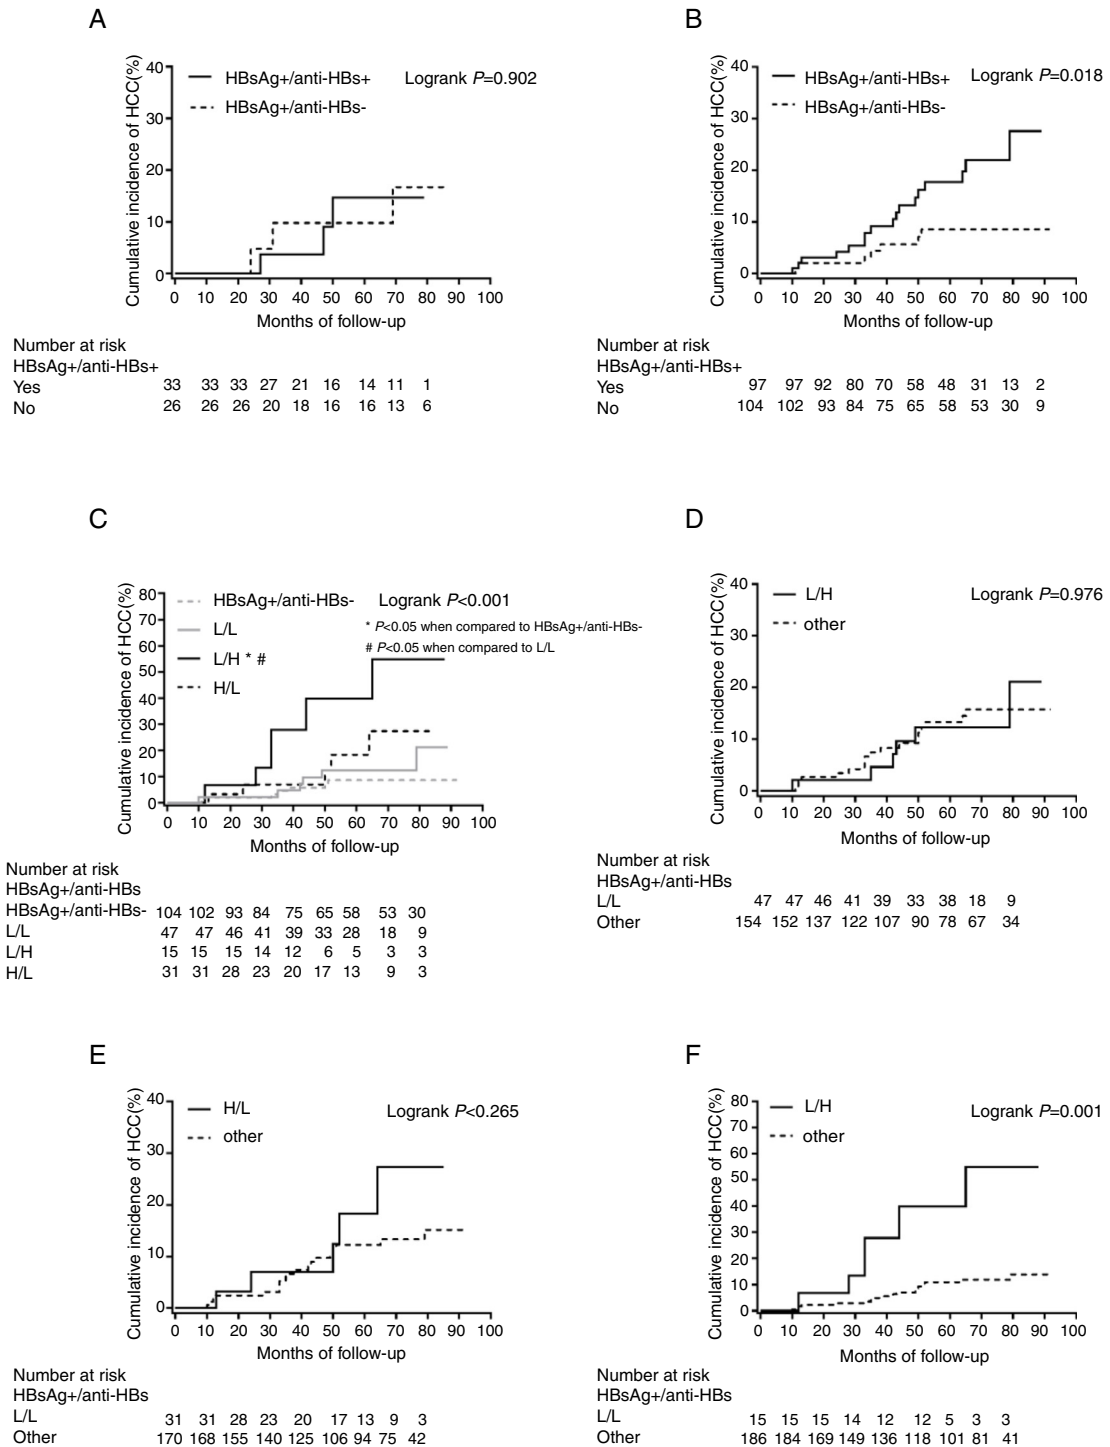 A
Cumulative incidence of HCC(%)
40
30
20
10
0
HBsAg+/anti-HBs+
HBsAg+/anti-HBs-
Logrank P=0.902
0 10 20 30 40 50 60 70 80 90 100
Months of follow-up
Number at risk
HBsAg+/anti-HBs+
Yes 33 33 33 27 21 16 14 11 1
No 26 26 26 20 18 16 16 13 6
B
Cumulative incidence of HCC(%)
40
30
20
10
0
HBsAg+/anti-HBs+
HBsAg+/anti-HBs-
Logrank P=0.018
0 10 20 30 40 50 60 70 80 90 100
Months of follow-up
Number at risk
HBsAg+/anti-HBs+
Yes 97 97 92 80 70 58 48 31 13 2
No 104 102 93 84 75 65 58 53 30 9
C
Cumulative incidence of HCC(%)
80
70
60
50
40
30
20
10
0
HBsAg+/anti-HBs-
L/L
L/H * #
H/L
Logrank P<0.001
* P<0.05 when compared to HBsAg+/anti-HBs-
# P<0.05 when compared to L/L
0 10 20 30 40 50 60 70 80 90 100
Months of follow-up
Number at risk
HBsAg+/anti-HBs
HBsAg+/anti-HBs- 104 102 93 84 75 65 58 53 30
L/L 47 47 46 41 39 33 28 18 9
L/H 15 15 15 14 12 6 5 3 3
H/L 31 31 28 23 20 17 13 9 3
D
Cumulative incidence of HCC(%)
40
30
20
10
0
L/H
other
Logrank P=0.976
0 10 20 30 40 50 60 70 80 90 100
Months of follow-up
Number at risk
HBsAg+/anti-HBs
L/L 47 47 46 41 39 33 38 18 9
Other 154 152 137 122 107 90 78 67 34
E
Cumulative incidence of HCC(%)
40
30
20
10
0
H/L
other
Logrank P<0.265
0 10 20 30 40 50 60 70 80 90 100
Months of follow-up
Number at risk
HBsAg+/anti-HBs
L/L 31 31 28 23 20 17 13 9 3
Other 170 168 155 140 125 106 94 75 42
F
Cumulative incidence of HCC(%)
80
70
60
50
40
30
20
10
0
L/H
other
Logrank P=0.001
0 10 20 30 40 50 60 70 80 90 100
Months of follow-up
Number at risk
HBsAg+/anti-HBs
L/L 15 15 15 14 12 12 5 3 3
Other 186 184 169 149 136 118 101 81 41